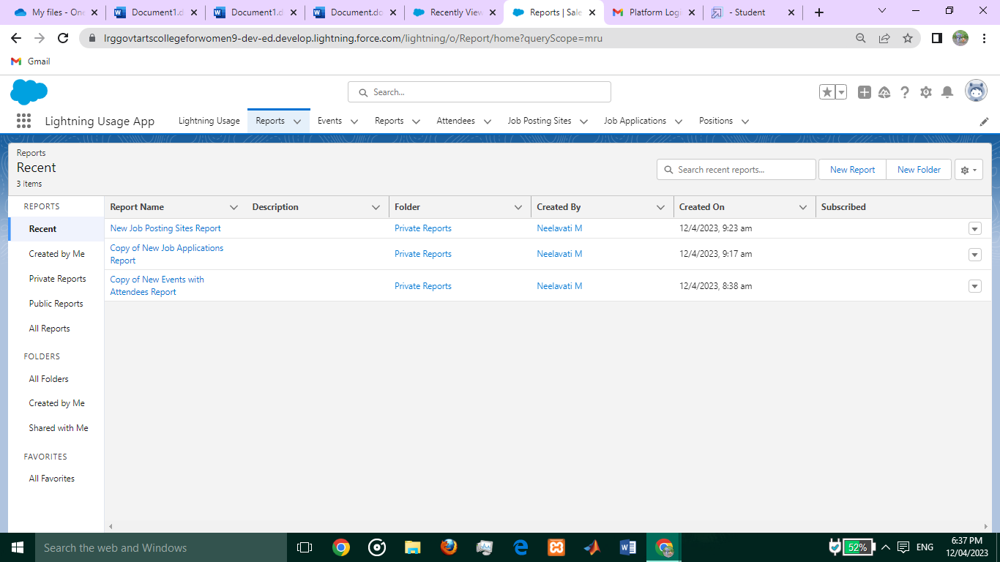 My files - One
Document1.d
Document1.d
Document.do
Recently View
Reports | Sale
Platform Logi
- Student
lrggovtartscollegeforwomen9-dev-ed.develop.lightning.force.com/lightning/o/Report/home?queryScope=mru
Gmail
Search...
Lightning Usage App
Lightning Usage
Reports
Events
Reports
Attendees
Job Posting Sites
Job Applications
Positions
Reports
Recent
3 items
Search recent reports...
New Report
New Folder
REPORTS
Recent
Created by Me
Private Reports
Public Reports
All Reports
FOLDERS
All Folders
Created by Me
Shared with Me
FAVORITES
All Favorites
Report Name Description Folder Created By Created On Subscribed
New Job Posting Sites Report Private Reports Neelavati M 12/4/2023, 9:23 am
Copy of New Job Applications
Report Private Reports Neelavati M 12/4/2023, 9:17 am
Copy of New Events with
Attendees Report Private Reports Neelavati M 12/4/2023, 8:38 am
Search the web and Windows
52%
ENG
6:37 PM
12/04/2023